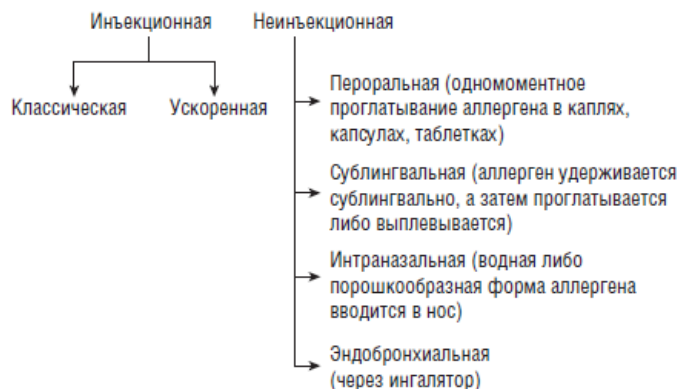 Инъекционная Неинъекционная
Классическая Ускоренная
Пероральная (одномоментное
проглатывание аллергена в каплях,
капсулах, таблетках)
Сублингвальная (аллерген удерживается
сублингвально, а затем проглатывается
либо выплевывается)
Интраназальная (водная либо
порошкообразная форма аллергена
вводится в нос)
Эндобронхиальная
(через ингалятор)